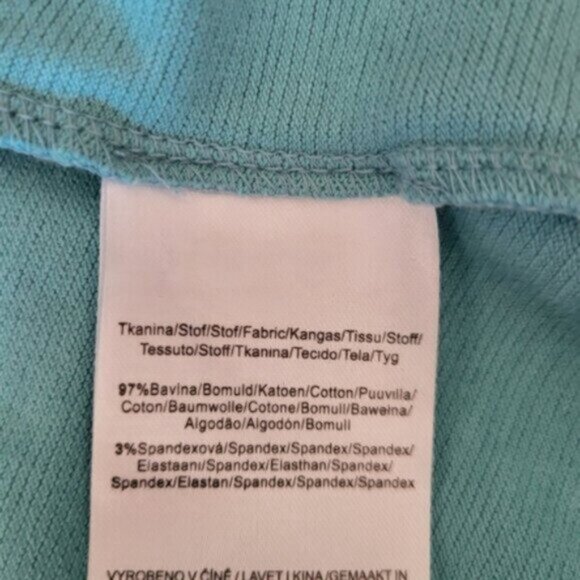 Tkanina/Stof/Stof/Fabric/Kangas/Tissu/Stoff/
Tessuto/Stoff/Tkanina/Tecido/Tela/Tyg
97%Bavlna/Bomuld/Katoen/Cotton/Puuvilla/
Coton/Baumwolle/Cotone/Bomull/Bawełna/
Algodão/Algodón/Bomull
3%Spandexová/Spandex/Spandex/Spandex/
Elastaani/Spandex/Elasthan/Spandex/
Spandex/Elastan/Spandex/Spandex/Spandex
VYROBENO V ČÍNĚ / LAVET I KINA /GEMAAKT IN